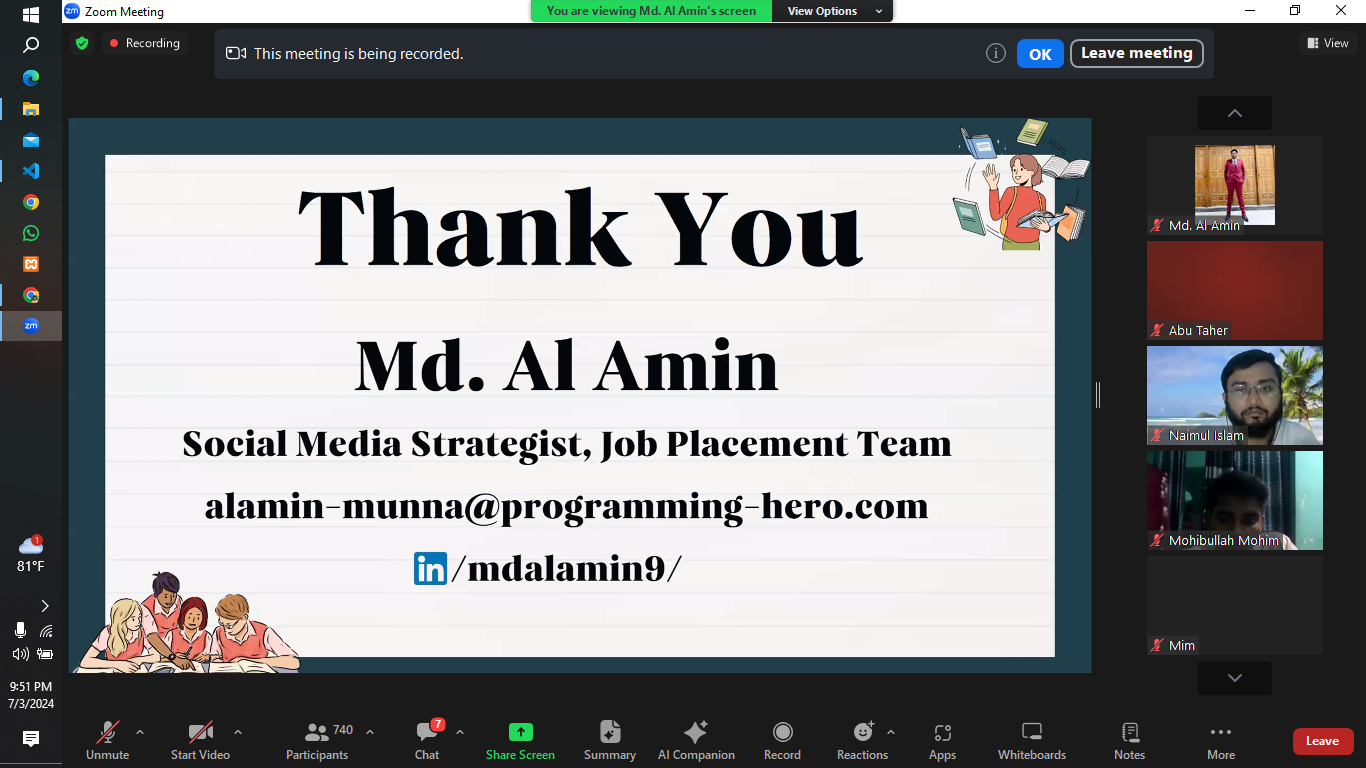 Zoom Meeting
You are viewing Md. Al Amin's screen
View Options
Recording
This meeting is being recorded.
OK
Leave meeting
View
Thank You
Md. Al Amin
Social Media Strategist, Job Placement Team
alamin-munna@programming-hero.com
in /mdalamin9/
Md. Al Amin
Abu Taher
Naimul Islam
Mohibullah Mohim
Mim
zm
zm
1
81°F
9:51 PM
7/3/2024
Unmute
Start Video
740
Participants
7
Chat
Share Screen
Summary
AI Companion
Record
Reactions
Apps
Whiteboards
Notes
More
Leave